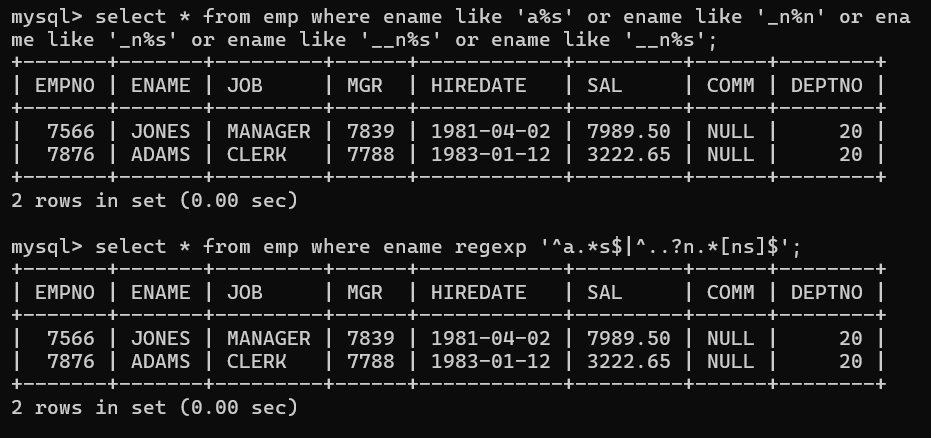 mysql> select * from emp where ename like 'a%s' or ename like '_n%n' or ena
me like '_n%s' or ename like '__n%s' or ename like '__n%s';
+-------+-------+---------+------+------------+---------+------+--------+
| EMPNO | ENAME | JOB     | MGR  | HIREDATE   | SAL     | COMM | DEPTNO |
+-------+-------+---------+------+------------+---------+------+--------+
|  7566 | JONES | MANAGER | 7839 | 1981-04-02 | 7989.50 | NULL |     20 |
|  7876 | ADAMS | CLERK   | 7788 | 1983-01-12 | 3222.65 | NULL |     20 |
+-------+-------+---------+------+------------+---------+------+--------+
2 rows in set (0.00 sec)
mysql> select * from emp where ename regexp '^a.*s$|^..?n.*[ns]$';
+-------+-------+---------+------+------------+---------+------+--------+
| EMPNO | ENAME | JOB     | MGR  | HIREDATE   | SAL     | COMM | DEPTNO |
+-------+-------+---------+------+------------+---------+------+--------+
|  7566 | JONES | MANAGER | 7839 | 1981-04-02 | 7989.50 | NULL |     20 |
|  7876 | ADAMS | CLERK   | 7788 | 1983-01-12 | 3222.65 | NULL |     20 |
+-------+-------+---------+------+------------+---------+------+--------+
2 rows in set (0.00 sec)